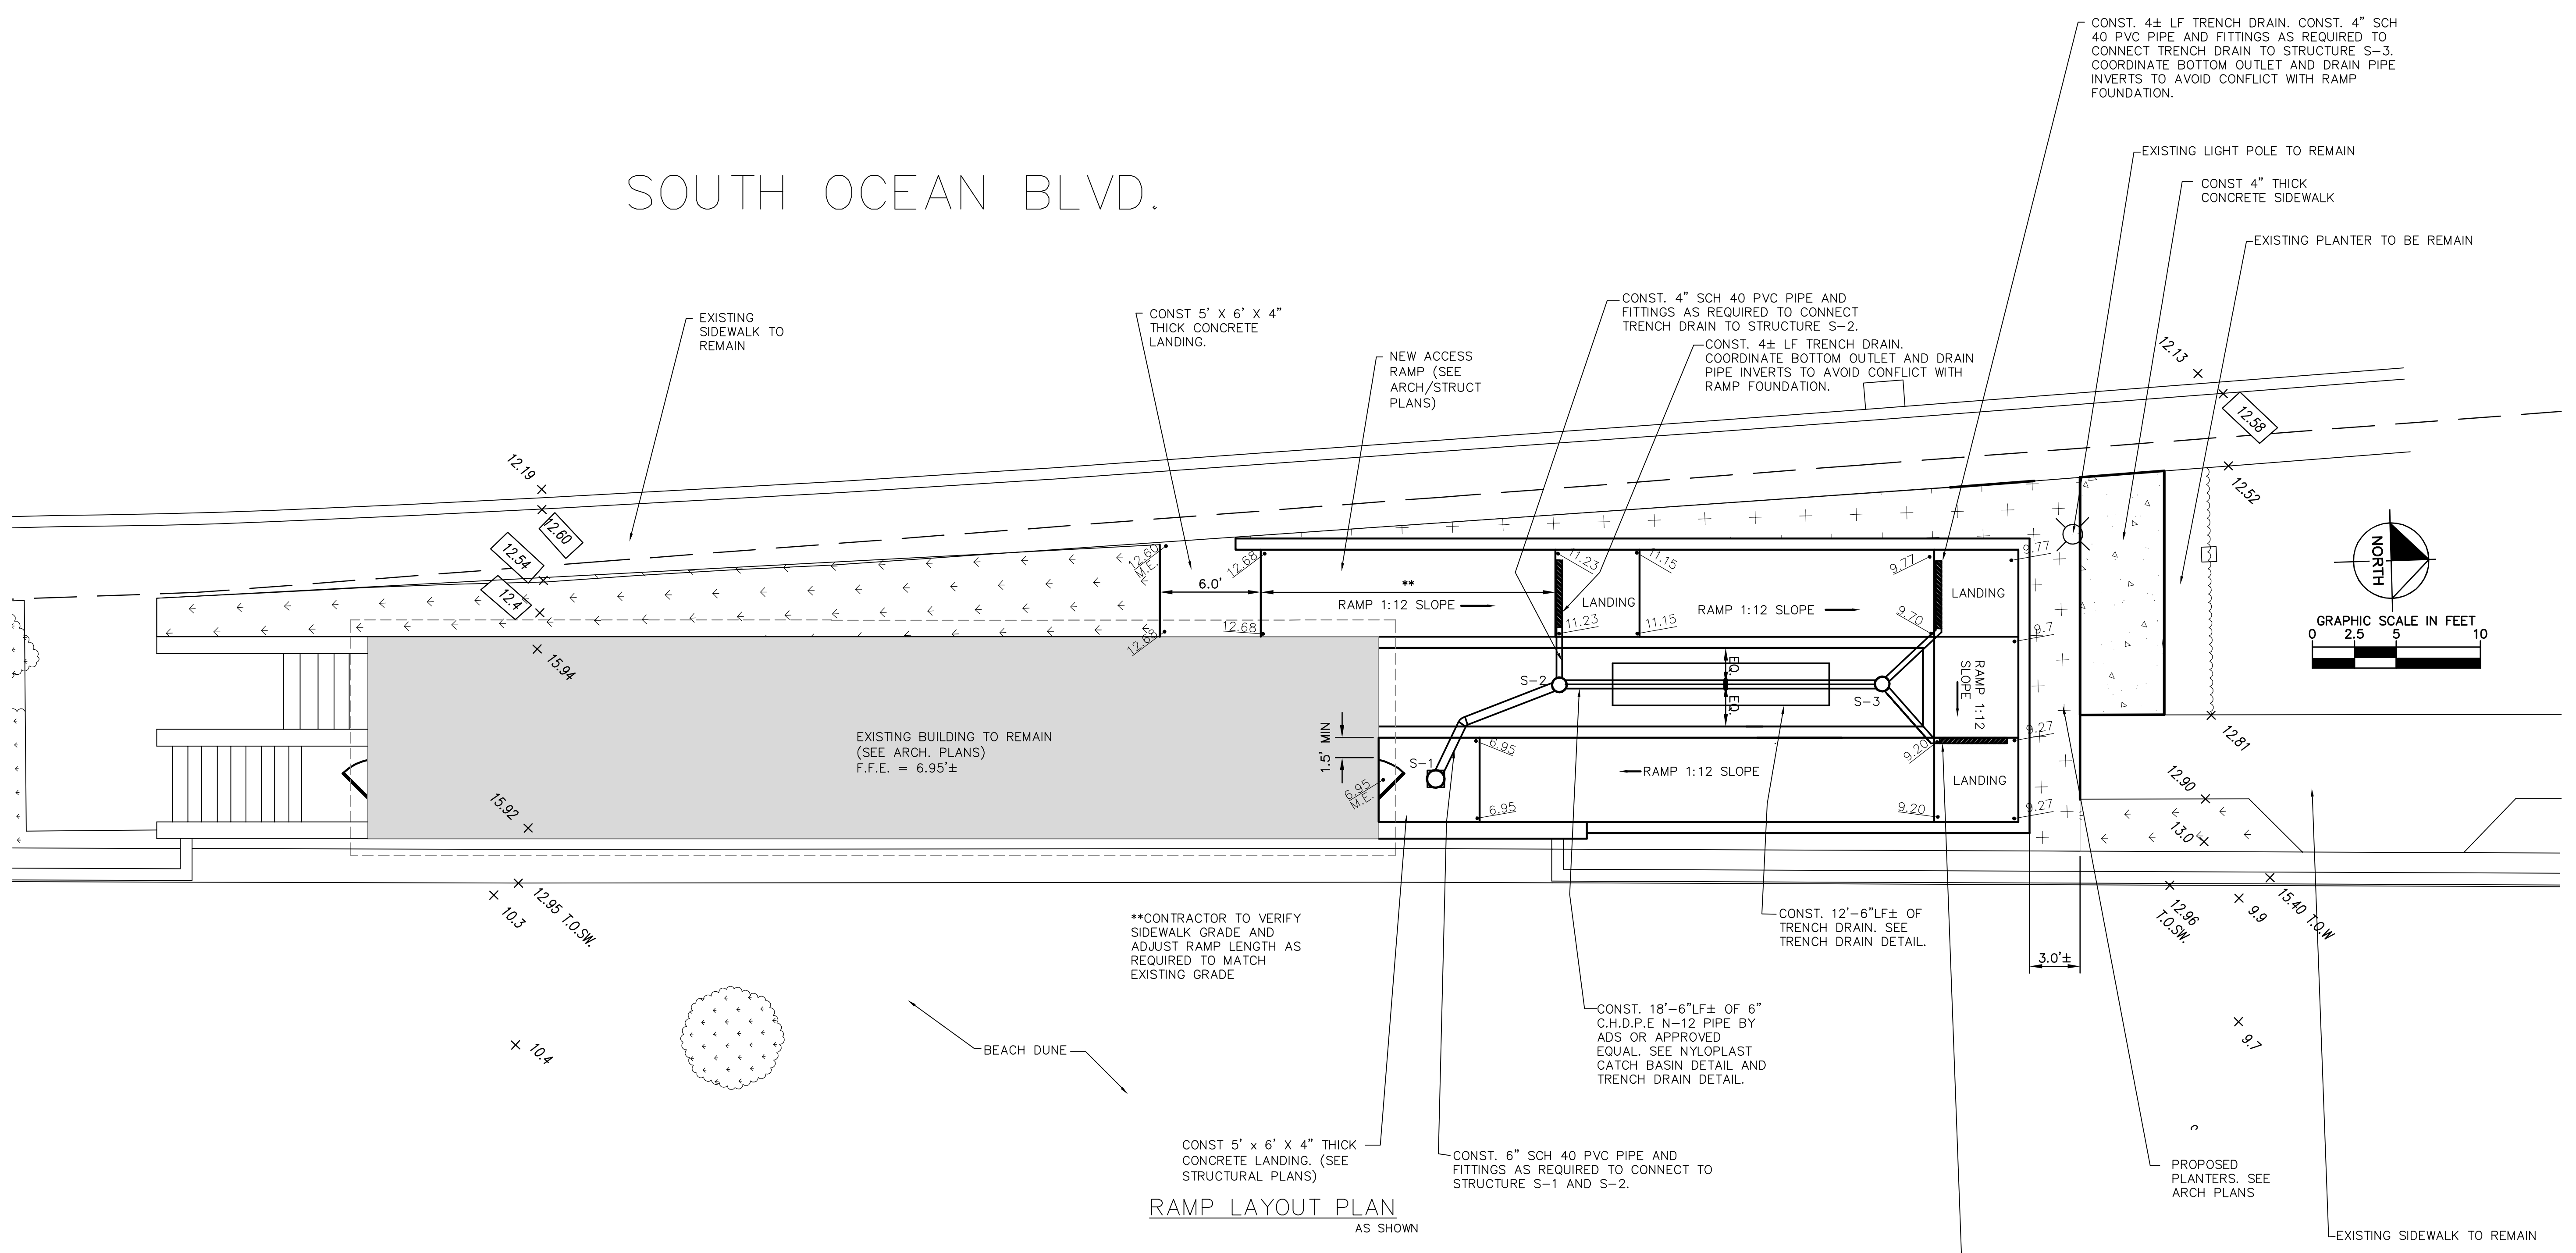 CONST. 4± LF TRENCH DRAIN. CONST. 4” SCH
40 PVC PIPE AND FITTINGS AS REQUIRED TO
CONNECT TRENCH DRAIN TO STRUCTURE S-3.
COORDINATE BOTTOM OUTLET AND DRAIN PIPE
INVERTS TO AVOID CONFLICT WITH RAMP
FOUNDATION.
EXISTING LIGHT POLE TO REMAIN
CONST 4” THICK
CONCRETE SIDEWALK
EXISTING PLANTER TO BE REMAIN
SOUTH OCEAN BLVD.
EXISTING
SIDEWALK TO
REMAIN
CONST 5' X 6' X 4”
THICK CONCRETE
LANDING.
NEW ACCESS
RAMP (SEE
ARCH/STRUCT
PLANS)
CONST. 4” SCH 40 PVC PIPE AND
FITTINGS AS REQUIRED TO CONNECT
TRENCH DRAIN TO STRUCTURE S-2.
CONST. 4± LF TRENCH DRAIN.
COORDINATE BOTTOM OUTLET AND DRAIN
PIPE INVERTS TO AVOID CONFLICT WITH
RAMP FOUNDATION.
12.13
12.58
12.52
12.19
12.60
12.54
12.4
15.94
12.60
M.E.
12.68
6.0'
12.68
12.68
**
RAMP 1:12 SLOPE
11.23
11.15
LANDING
11.23
11.15
RAMP 1:12 SLOPE
9.77
9.77
LANDING
9.70
9.7
NORTH
GRAPHIC SCALE IN FEET
0 2.5 5 10
S-2
EQ.
EQ.
S-3
RAMP 1:12
SLOPE
EXISTING BUILDING TO REMAIN
(SEE ARCH. PLANS)
F.F.E. = 6.95'±
15.92
1.5' MIN
S-1
6.95
M.E.
6.95
6.95
RAMP 1:12 SLOPE
9.20
9.27
LANDING
9.20
9.27
12.81
12.90
13.0
12.95 T.O.SW.
10.3
10.4
12.96
T.O.SW.
9.9
15.40 T.O.W
9.7
**CONTRACTOR TO VERIFY
SIDEWALK GRADE AND
ADJUST RAMP LENGTH AS
REQUIRED TO MATCH
EXISTING GRADE
CONST. 12'-6”LF± OF
TRENCH DRAIN. SEE
TRENCH DRAIN DETAIL.
3.0'±
BEACH DUNE
CONST. 18'-6”LF± OF 6”
C.H.D.P.E N-12 PIPE BY
ADS OR APPROVED
EQUAL. SEE NYLOPLAST
CATCH BASIN DETAIL AND
TRENCH DRAIN DETAIL.
CONST 5' x 6' X 4” THICK
CONCRETE LANDING. (SEE
STRUCTURAL PLANS)
CONST. 6” SCH 40 PVC PIPE AND
FITTINGS AS REQUIRED TO CONNECT TO
STRUCTURE S-1 AND S-2.
PROPOSED
PLANTERS. SEE
ARCH PLANS
RAMP LAYOUT PLAN
AS SHOWN
EXISTING SIDEWALK TO REMAIN